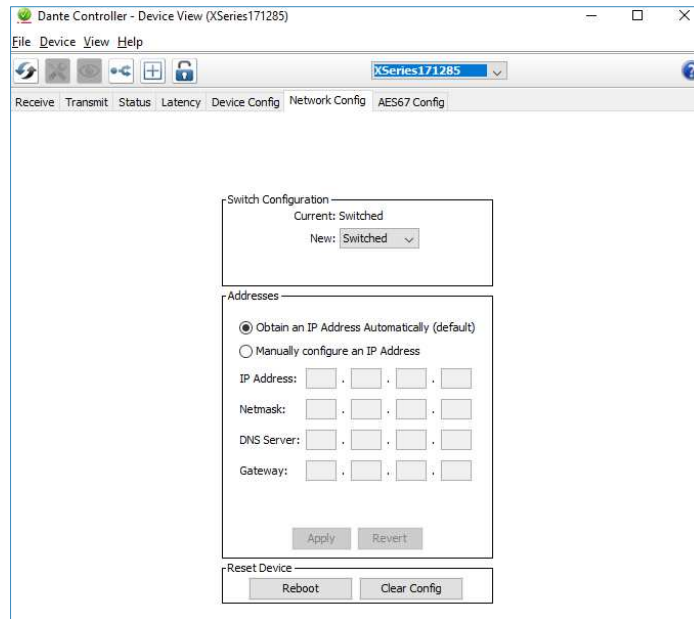 Dante Controller - Device View (XSeries171285)
File Device View Help
XSeries171285
Receive Transmit Status Latency Device Config Network Config AES67 Config
Switch Configuration
Current: Switched
New: Switched
Addresses
Obtain an IP Address Automatically (default)
Manually configure an IP Address
IP Address: . . .
Netmask: . . .
DNS Server: . . .
Gateway: . . .
Apply Revert
Reset Device
Reboot Clear Config